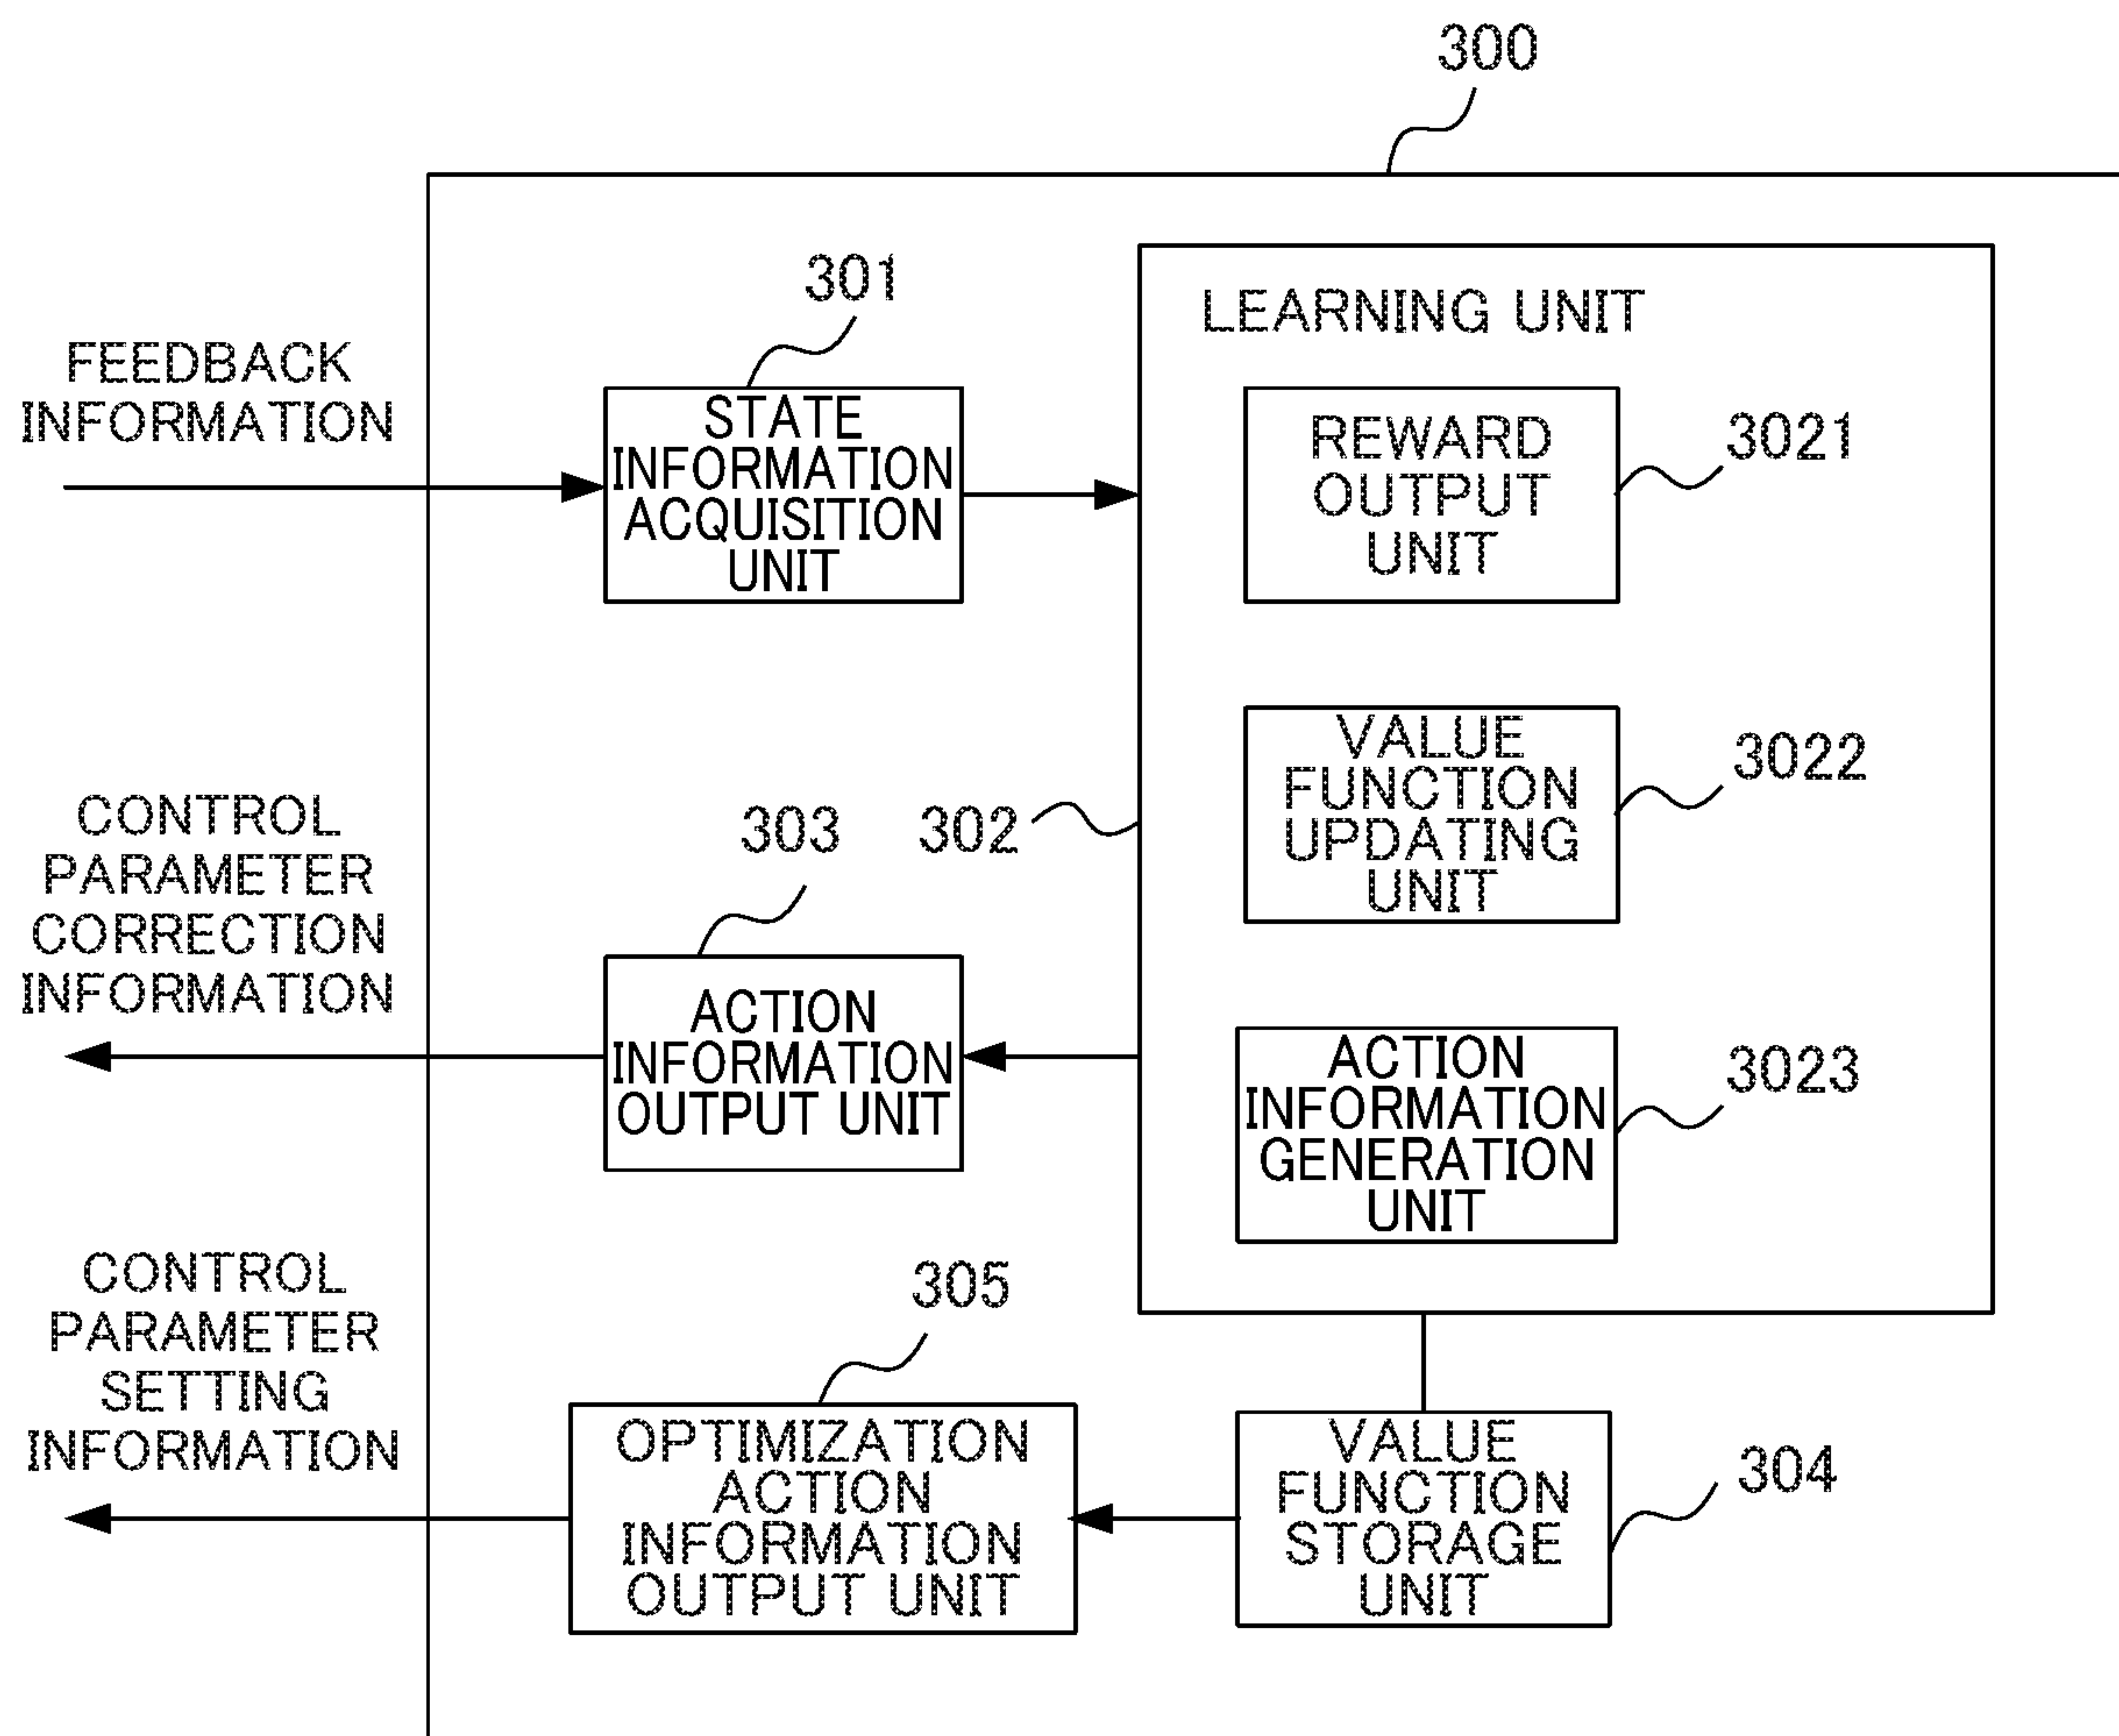 300
301
LEARNING UNIT
FEEDBACK
INFORMATION
STATE
INFORMATION
ACQUISITION
UNIT
REWARD
OUTPUT
UNIT
3021
VALUE
FUNCTION
UPDATING
UNIT
3022
302
303
CONTROL
PARAMETER
CORRECTION
INFORMATION
ACTION
INFORMATION
OUTPUT UNIT
ACTION
INFORMATION
GENERATION
UNIT
3023
305
CONTROL
PARAMETER
SETTING
INFORMATION
OPTIMIZATION
ACTION
INFORMATION
OUTPUT UNIT
VALUE
FUNCTION
STORAGE
UNIT
304